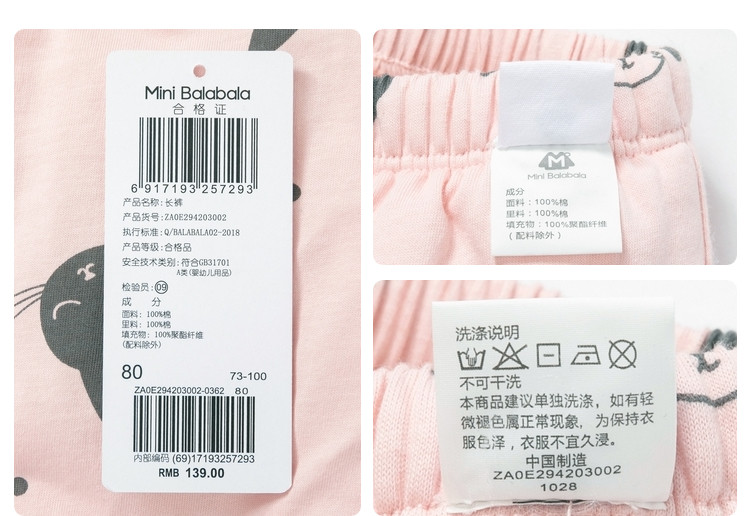 Mini Balabala
合格证
6 917193 257293
产品名称: 长裤
产品货号: ZA0E294203002
执行标准: Q/BALABALA02-2018
产品等级: 合格品
安全技术类别: 符合GB31701
A类(婴幼儿用品)
检验员: 09
成 分
面料: 100%棉
里料: 100%棉
填充物: 100%聚酯纤维
(配料除外)
80 73-100
ZA0E294203002-0362 80
内部编码 (69)17193257293
RMB 139.00
M
Mini Balabala
成分
面料: 100%棉
里料: 100%棉
填充物: 100%聚酯纤维
(配料除外)
洗涤说明
不可干洗
本商品建议单独洗涤，如有轻
微褪色属正常现象，为保持衣
服色泽，衣服不宜久浸。
中国制造
ZA0E294203002
1028